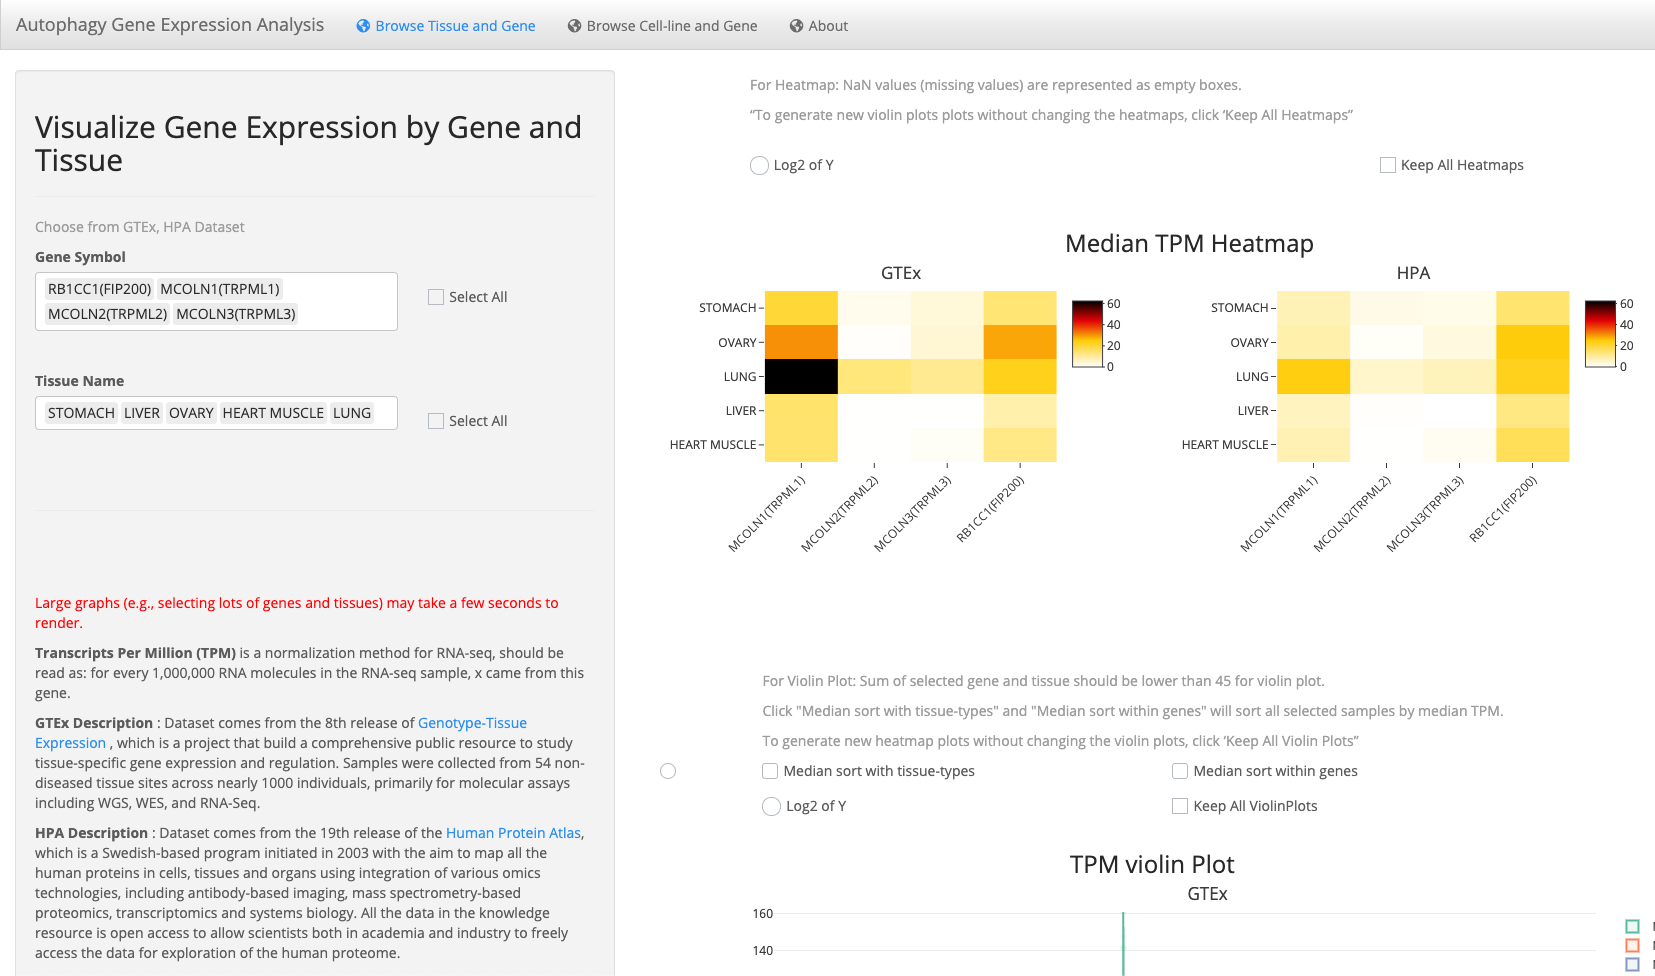 Autophagy Gene Expression Analysis
Browse Tissue and Gene
Browse Cell-line and Gene
About
Visualize Gene Expression by Gene and
Tissue
Choose from GTEx, HPA Dataset
Gene Symbol
RB1CC1(FIP200) MCOLN1(TRPML1)
MCOLN2(TRPML2) MCOLN3(TRPML3)
Select All
Tissue Name
STOMACH LIVER OVARY HEART MUSCLE LUNG
Select All
Large graphs (e.g., selecting lots of genes and tissues) may take a few seconds to
render.
Transcripts Per Million (TPM) is a normalization method for RNA-seq, should be
read as: for every 1,000,000 RNA molecules in the RNA-seq sample, x came from this
gene.
GTEx Description : Dataset comes from the 8th release of Genotype-Tissue
Expression , which is a project that build a comprehensive public resource to study
tissue-specific gene expression and regulation. Samples were collected from 54 non-
diseased tissue sites across nearly 1000 individuals, primarily for molecular assays
including WGS, WES, and RNA-Seq.
HPA Description : Dataset comes from the 19th release of the Human Protein Atlas,
which is a Swedish-based program initiated in 2003 with the aim to map all the
human proteins in cells, tissues and organs using integration of various omics
technologies, including antibody-based imaging, mass spectrometry-based
proteomics, transcriptomics and systems biology. All the data in the knowledge
resource is open access to allow scientists both in academia and industry to freely
access the data for exploration of the human proteome.
For Heatmap: NaN values (missing values) are represented as empty boxes.
“To generate new violin plots plots without changing the heatmaps, click ‘Keep All Heatmaps”
Log2 of Y
Keep All Heatmaps
Median TPM Heatmap
GTEx
STOMACH
OVARY
LUNG
LIVER
HEART MUSCLE
MCOLN1(TRPML1)
MCOLN2(TRPML2)
MCOLN3(TRPML3)
RB1CC1(FIP200)
60
40
20
0
HPA
STOMACH
OVARY
LUNG
LIVER
HEART MUSCLE
MCOLN1(TRPML1)
MCOLN2(TRPML2)
MCOLN3(TRPML3)
RB1CC1(FIP200)
60
40
20
0
For Violin Plot: Sum of selected gene and tissue should be lower than 45 for violin plot.
Click "Median sort with tissue-types" and "Median sort within genes" will sort all selected samples by median TPM.
To generate new heatmap plots without changing the violin plots, click ‘Keep All Violin Plots”
Median sort with tissue-types
Median sort within genes
Log2 of Y
Keep All ViolinPlots
TPM violin Plot
GTEx
160
140